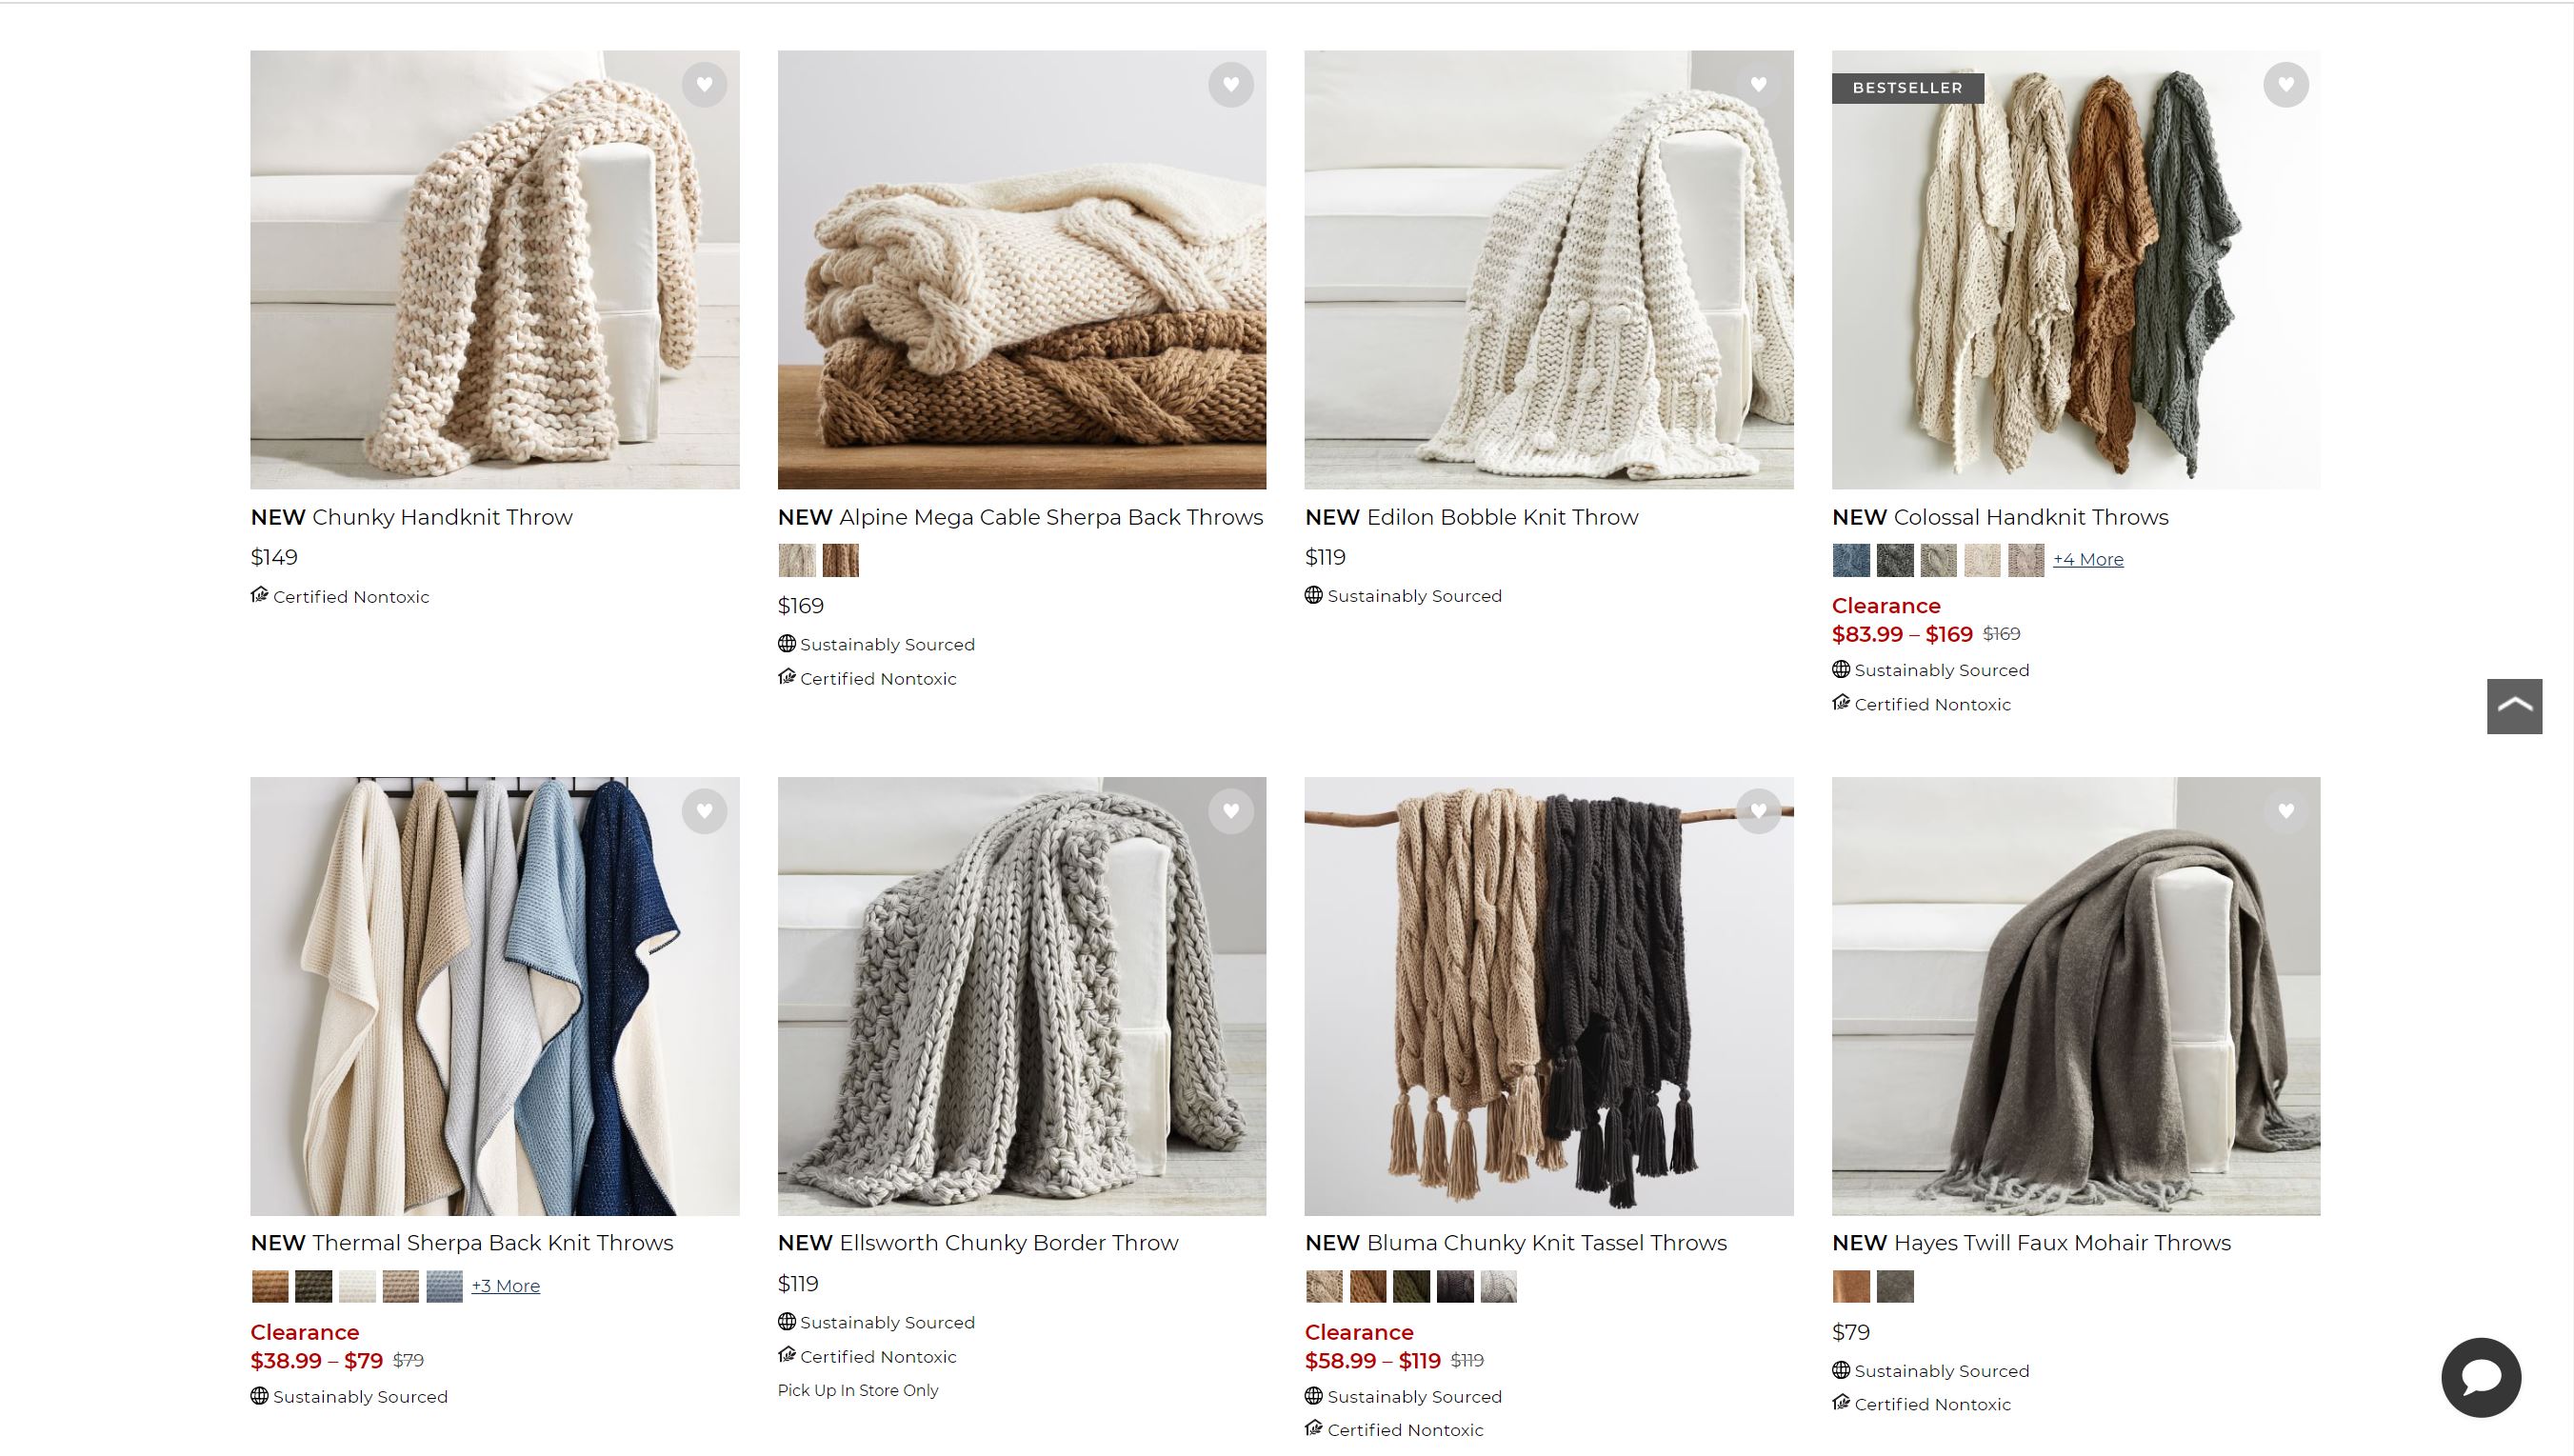 BESTSELLER
NEW Chunky Handknit Throw
$149
Certified Nontoxic
NEW Alpine Mega Cable Sherpa Back Throws
$169
Sustainably Sourced
Certified Nontoxic
NEW Edilon Bobble Knit Throw
$119
Sustainably Sourced
NEW Colossal Handknit Throws
+4 More
Clearance
$83.99 – $169 $169
Sustainably Sourced
Certified Nontoxic
NEW Thermal Sherpa Back Knit Throws
+3 More
Clearance
$38.99 – $79 $79
Sustainably Sourced
NEW Ellsworth Chunky Border Throw
$119
Sustainably Sourced
Certified Nontoxic
Pick Up In Store Only
NEW Bluma Chunky Knit Tassel Throws
Clearance
$58.99 – $119 $119
Sustainably Sourced
Certified Nontoxic
NEW Hayes Twill Faux Mohair Throws
$79
Sustainably Sourced
Certified Nontoxic